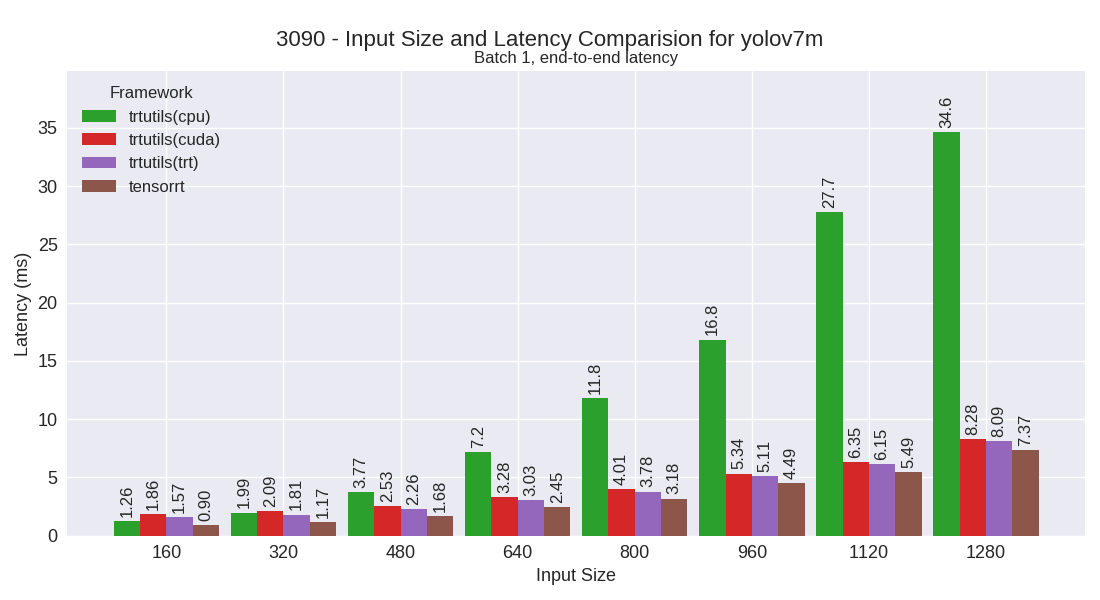 3090 - Input Size and Latency Comparision for yolov7m
Batch 1, end-to-end latency
Framework
trtutils(cpu)
trtutils(cuda)
trtutils(trt)
tensorrt
Latency (ms)
35
30
25
20
15
10
5
0
1.26 1.86 1.57 0.90
1.99 2.09 1.81 1.17
3.77 2.53 2.26 1.68
7.2 3.28 3.03 2.45
11.8 4.01 3.78 3.18
16.8 5.34 5.11 4.49
27.7 6.35 6.15 5.49
34.6 8.28 8.09 7.37
160 320 480 640 800 960 1120 1280
Input Size